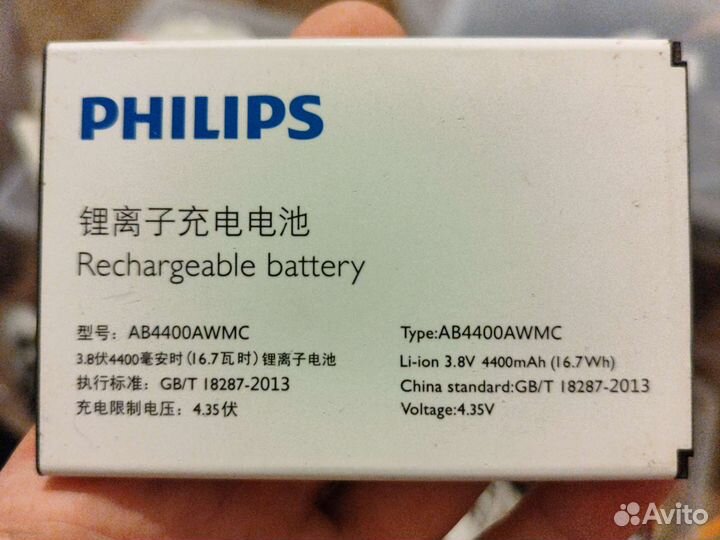 PHILIPS
锂离子充电电池
Rechargeable battery
型号：AB4400AWMC
3.8伏4400毫安时(16.7瓦时)锂离子电池
执行标准：GB/T 18287-2013
充电限制电压：4.35伏
Type:AB4400AWMC
Li-ion 3.8V 4400mAh (16.7Wh)
China standard:GB/T 18287-2013
Voltage:4.35V
Avito